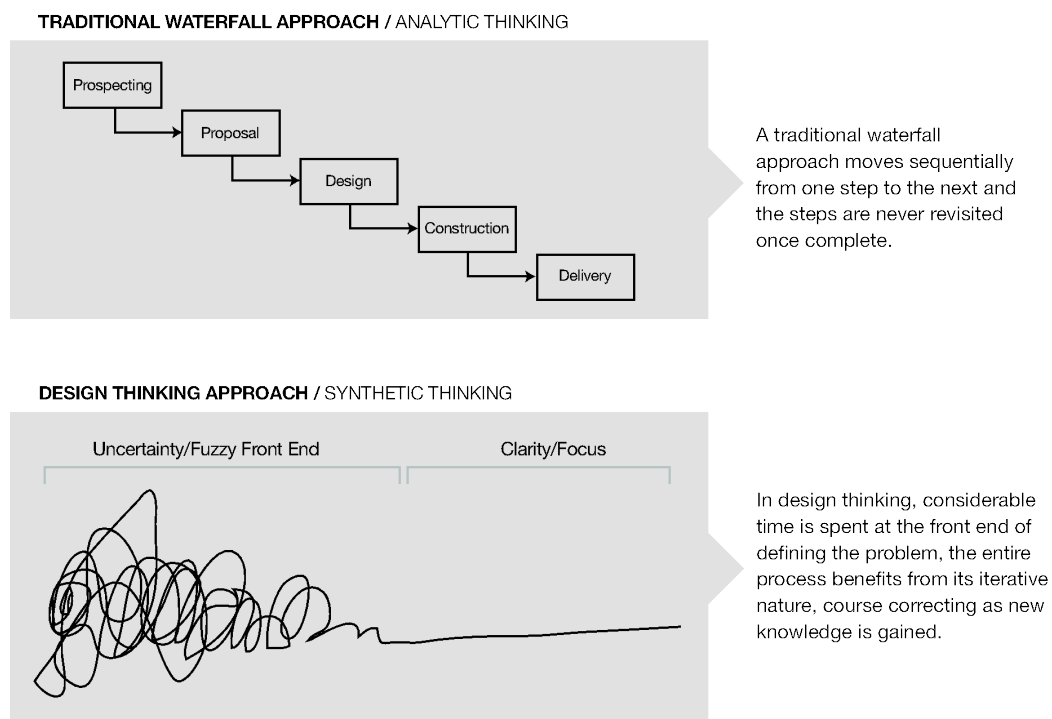 TRADITIONAL WATERFALL APPROACH / ANALYTIC THINKING
Prospecting
Proposal
Design
Construction
Delivery
A traditional waterfall
approach moves sequentially
from one step to the next and
the steps are never revisited
once complete.
DESIGN THINKING APPROACH / SYNTHETIC THINKING
Uncertainty/Fuzzy Front End
Clarity/Focus
In design thinking, considerable
time is spent at the front end of
defining the problem, the entire
process benefits from its iterative
nature, course correcting as new
knowledge is gained.